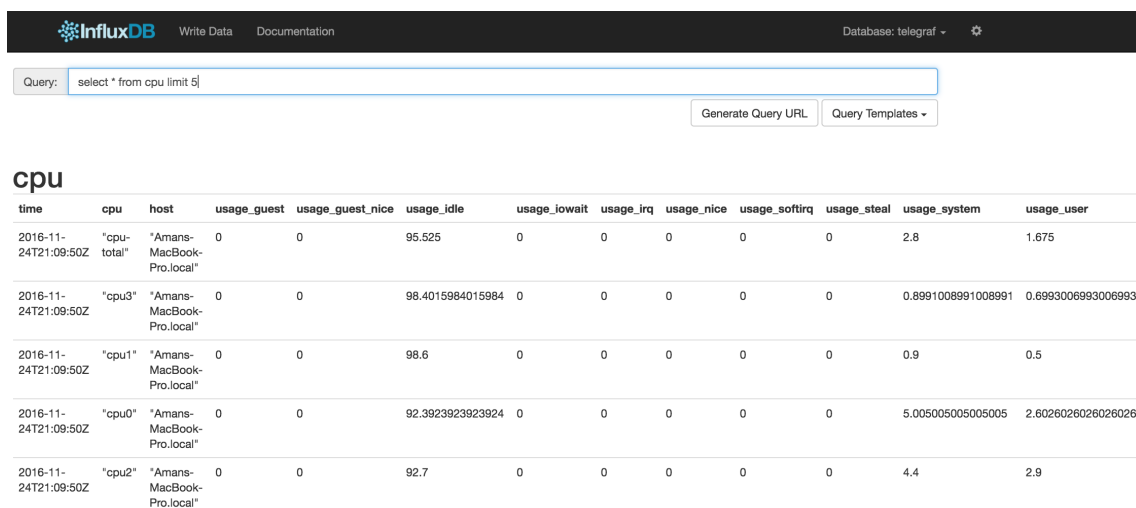 InfluxDB Write Data Documentation Database: telegraf
Query: select * from cpu limit 5
Generate Query URL Query Templates
cpu
time cpu host usage_guest usage_guest_nice usage_idle usage_iowait usage_irq usage_nice usage_softirq usage_steal usage_system usage_user
2016-11- "cpu- "Amans- 0 0 95.525 0 0 0 0 0 2.8 1.675
24T21:09:50Z total" MacBook-
Pro.local"
2016-11- "cpu3" "Amans- 0 0 98.4015984015984 0 0 0 0 0 0.8991008991008991 0.6993006993006993
24T21:09:50Z MacBook-
Pro.local"
2016-11- "cpu1" "Amans- 0 0 98.6 0 0 0 0 0 0.9 0.5
24T21:09:50Z MacBook-
Pro.local"
2016-11- "cpu0" "Amans- 0 0 92.3923923923924 0 0 0 0 0 5.005005005005005 2.6026026026026026
24T21:09:50Z MacBook-
Pro.local"
2016-11- "cpu2" "Amans- 0 0 92.7 0 0 0 0 0 4.4 2.9
24T21:09:50Z MacBook-
Pro.local"